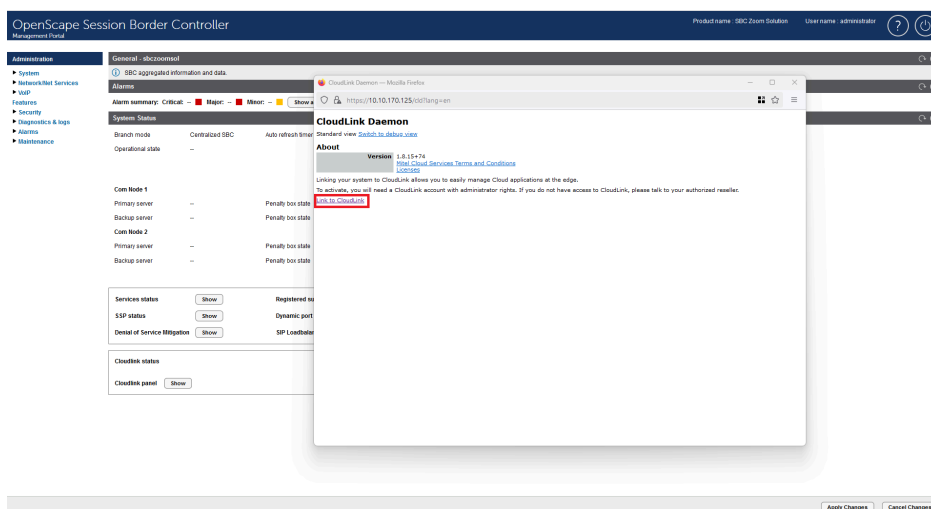 OpenScape Session Border Controller
Management Portal
Product name : SBC Zoom Solution
User name : administrator
?
Administration
System
Network/Net Services
VoIP
Features
Security
Diagnostics & logs
Alarms
Maintenance
General - sbczoomsol
SBC aggregated information and data.
Alarms
Alarm summary: Critical: – Major: – Minor: – Show a
System Status
Branch mode Centralized SBC Auto refresh timer
Operational state –
Com Node 1
Primary server – Penalty box state
Backup server – Penalty box state
Com Node 2
Primary server – Penalty box state
Backup server – Penalty box state
Services status Show Registered su
SSP status Show Dynamic port
Denial of Service Mitigation Show SIP Loadbalan
Cloudlink status
Cloudlink panel Show
CloudLink Daemon — Mozilla Firefox
https://10.10.170.125/cld?lang=en
CloudLink Daemon
Standard view Switch to debug view
About
Version 1.8.15+74
Mitel Cloud Services Terms and Conditions
Licenses
Linking your system to CloudLink allows you to easily manage Cloud applications at the edge.
To activate, you will need a CloudLink account with administrator rights. If you do not have access to CloudLink, please talk to your authorized reseller.
Link to CloudLink
Apply Changes Cancel Changes